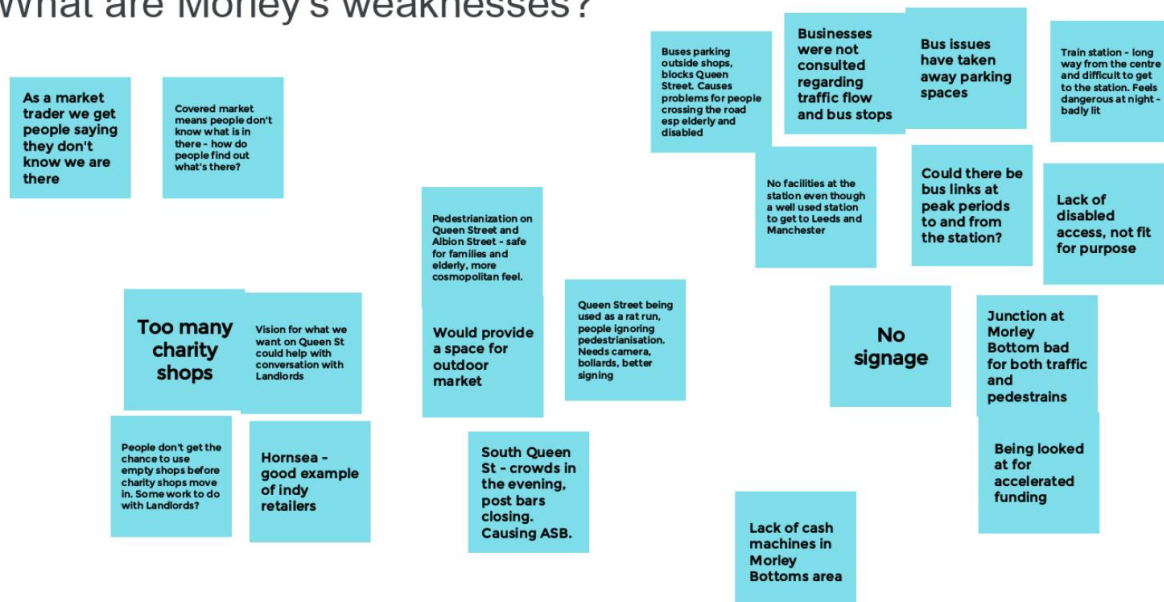 What are Morley's weaknesses?
As a market
trader we get
people saying
they don't
know we are
there
Covered market
means people don't
know what is in
there - how do
people find out
what's there?
Buses parking
outside shops,
blocks Queen
Street. Causes
problems for people
crossing the road
esp elderly and
disabled
Businesses
were not
consulted
regarding
traffic flow
and bus stops
Bus issues
have taken
away parking
spaces
Train station - long
way from the centre
and difficult to get
to the station. Feels
dangerous at night -
badly lit
No facilities at the
station even though
a well used station
to get to Leeds and
Manchester
Could there be
bus links at
peak periods
to and from
the station?
Lack of
disabled
access, not fit
for purpose
Pedestrianization on
Queen Street and
Albion Street - safe
for families and
elderly, more
cosmopolitan feel.
Would provide
a space for
outdoor
market
Queen Street being
used as a rat run,
people ignoring
pedestrianisation.
Needs camera,
bollards, better
signing
Too many
charity
shops
Vision for what we
want on Queen St
could help with
conversation with
Landlords
No
signage
Junction at
Morley
Bottom bad
for both traffic
and
pedestrains
People don't get the
chance to use
empty shops before
charity shops move
in. Some work to do
with Landlords?
Hornsea -
good example
of indy
retailers
South Queen
St - crowds in
the evening,
post bars
closing.
Causing ASB.
Being looked
at for
accelerated
funding
Lack of cash
machines in
Morley
Bottoms area